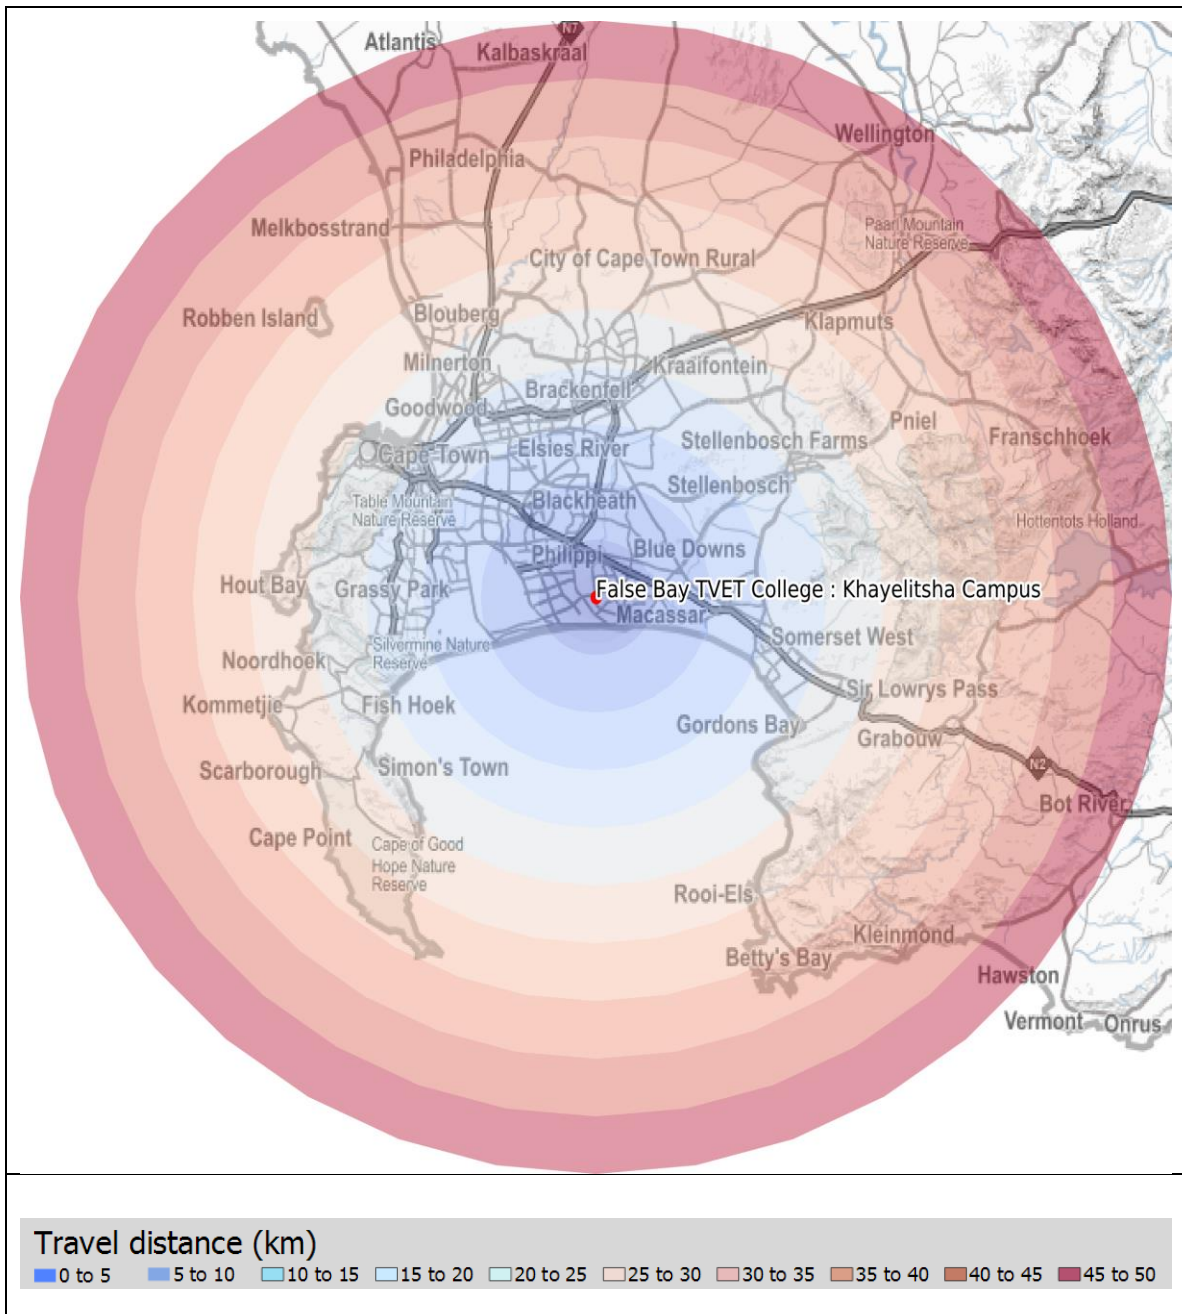 N7
Atlantis
Kalbaskraal
Wellington
Philadelphia
Melkbosstrand
Paarl Mountain
Nature Reserve
City of Cape Town Rural
Robben Island
Blouberg
Klapmuts
Milnerton
Kraaifontein
Brackenfell
Goodwood
Pniel
Franschhoek
Stellenbosch Farms
Elsies River
Cape Town
Stellenbosch
Table Mountain
Nature Reserve
Blackheath
Hottentots Holland
Philippi
Blue Downs
Hout Bay
Grassy Park
False Bay TVET College : Khayelitsha Campus
Macassar
Somerset West
Silvermine Nature
Reserve
Noordhoek
Sir Lowrys Pass
Kommetjie
Fish Hoek
Gordons Bay
Grabouw
Scarborough
Simon's Town
N2
Bot River
Cape Point
Cape of Good
Hope Nature
Reserve
Rooi-Els
Kleinmond
Betty's Bay
Hawston
Vermont
Onrus
Travel distance (km)
0 to 5 5 to 10 10 to 15 15 to 20 20 to 25 25 to 30 30 to 35 35 to 40 40 to 45 45 to 50